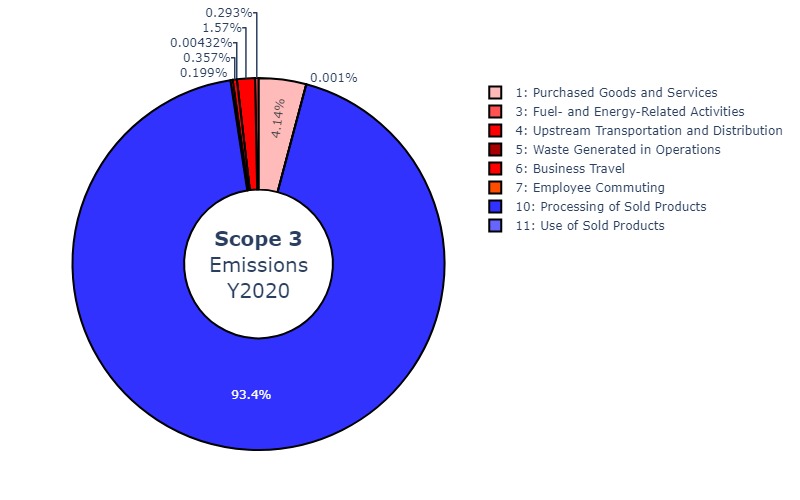 0.293%
1.57%
0.00432%
0.357%
0.199%
0.001%
4.14%
93.4%
Scope 3
Emissions
Y2020
1: Purchased Goods and Services
3: Fuel- and Energy-Related Activities
4: Upstream Transportation and Distribution
5: Waste Generated in Operations
6: Business Travel
7: Employee Commuting
10: Processing of Sold Products
11: Use of Sold Products